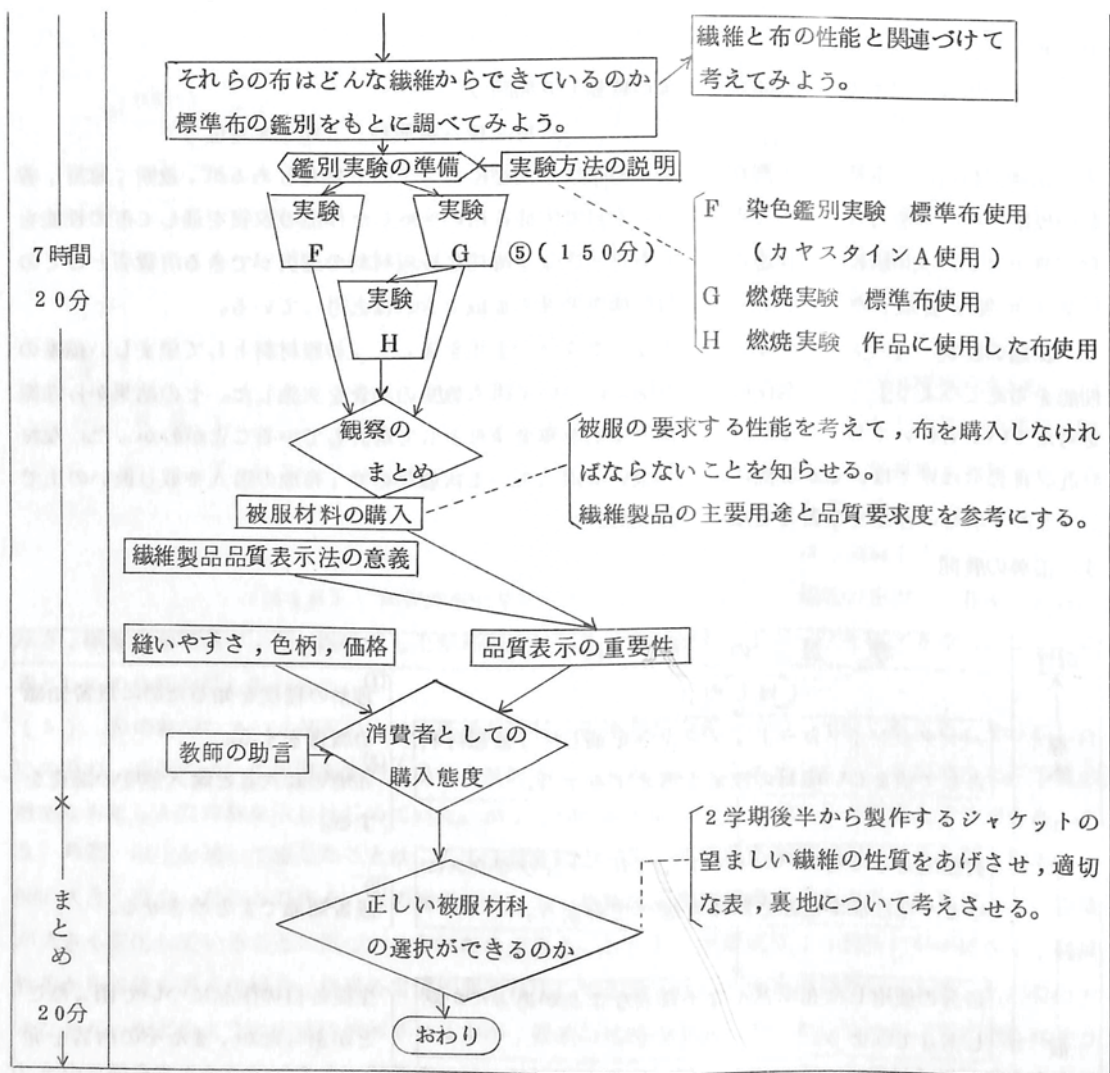 繊維と布の性能と関連づけて
考えてみよう。
それらの布はどんな繊維からできているのか
標準布の鑑別をもとに調べてみよう。
鑑別実験の準備
実験方法の説明
実験
F
実験
G
⑤(150分)
実験
H
F 染色鑑別実験 標準布使用
(カヤスタインA使用)
G 燃焼実験 標準布使用
H 燃焼実験 作品に使用した布使用
7時間
20分
観察の
まとめ
被服の要求する性能を考えて,布を購入しなけれ
ばならないことを知らせる。
繊維製品の主要用途と品質要求度を参考にする。
被服材料の購入
繊維製品品質表示法の意義
縫いやすさ,色柄,価格
品質表示の重要性
教師の助言
消費者としての
購入態度
2学期後半から製作するジャケットの
望ましい繊維の性質をあげさせ,適切
な表,裏地について考えさせる。
正しい被服材料
の選択ができるのか
まとめ
20分
おわり